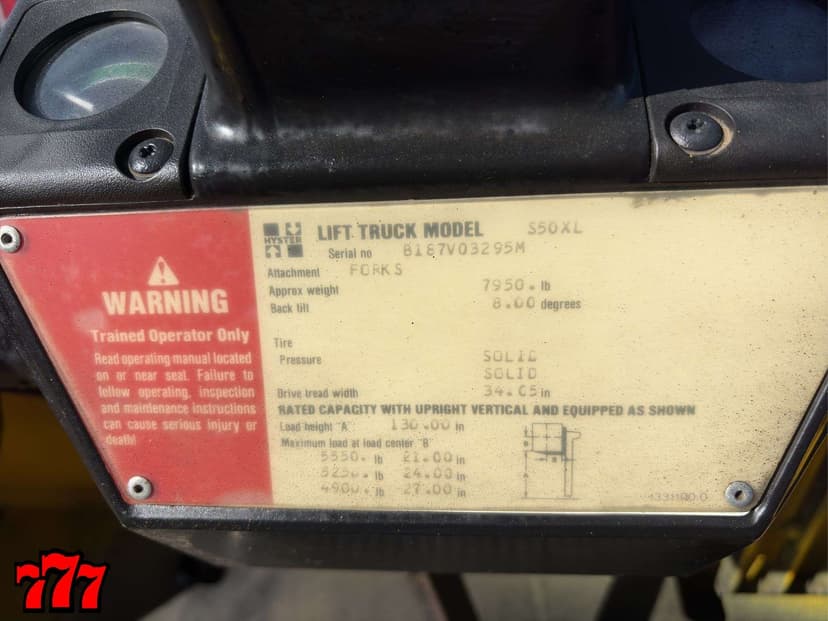 WARNING
Trained Operator Only
Read operating manual located
on or near seat. Failure to
follow operating, inspection
and maintenance instructions
can cause serious injury or
death!
HYSTER
LIFT TRUCK MODEL S50XL
Serial no B187V03295M
Attachment FORKS
Approx weight 7950. lb
Back tilt 8.00 degrees
Tire
Pressure SOLID
SOLID
Drive tread width 34.05 in
RATED CAPACITY WITH UPRIGHT VERTICAL AND EQUIPPED AS SHOWN
Load height "A" 130.00 in
Maximum load at load center "B"
5550. lb 21.00 in
5250. lb 24.00 in
4900. lb 27.00 in
777